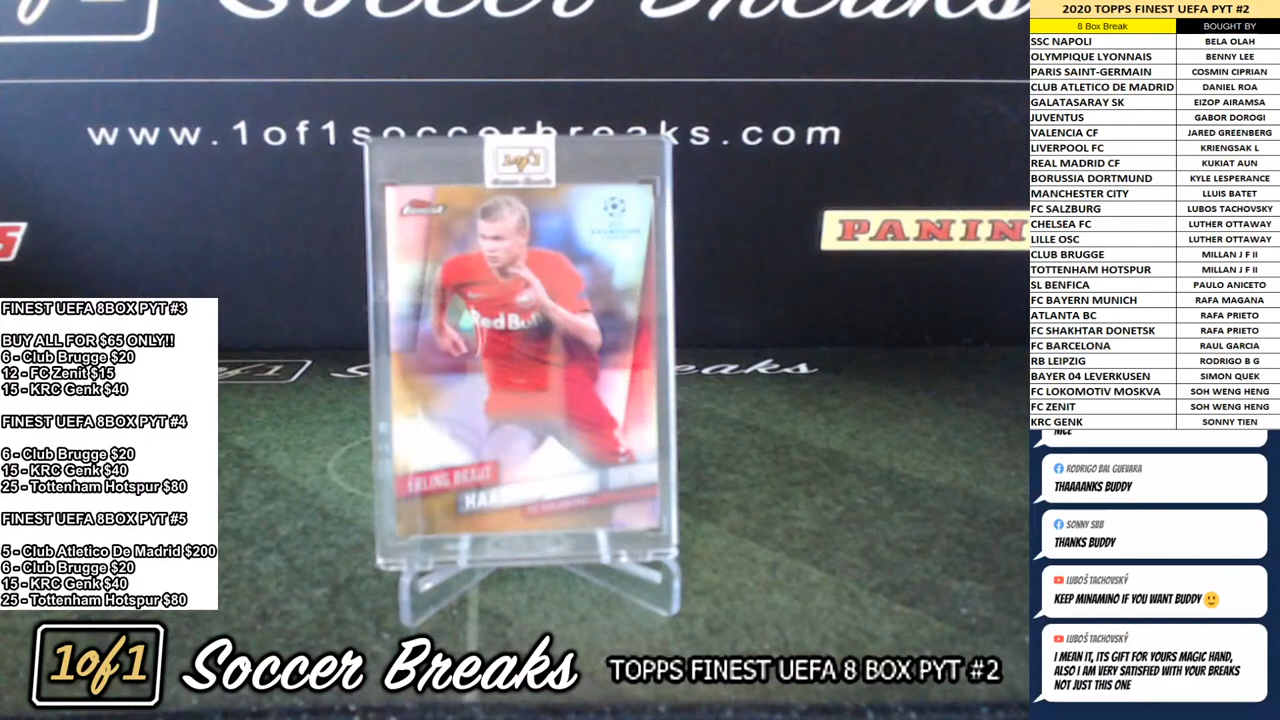 Soccer Breaks
www.1of1soccerbreaks.com
1of1
Soccer Breaks
Finest
PANIN
Red Bull
ERLING BRAUT
1of1
Breaks
FINEST UEFA 8BOX PYT #3
BUY ALL FOR $65 ONLY!!
6 - Club Brugge $20
12 - FC Zenit $15
15 - KRC Genk $40
FINEST UEFA 8BOX PYT #4
6 - Club Brugge $20
15 - KRC Genk $40
25 - Tottenham Hotspur $80
FINEST UEFA 8BOX PYT #5
5 - Club Atletico De Madrid $200
6 - Club Brugge $20
15 - KRC Genk $40
25 - Tottenham Hotspur $80
1of1 Soccer Breaks TOPPS FINEST UEFA 8 BOX PYT #2
2020 TOPPS FINEST UEFA PYT #2
8 Box Break BOUGHT BY
SSC NAPOLI BELA OLAH
OLYMPIQUE LYONNAIS BENNY LEE
PARIS SAINT-GERMAIN COSMIN CIPRIAN
CLUB ATLETICO DE MADRID DANIEL ROA
GALATASARAY SK EIZOP AIRAMSA
JUVENTUS GABOR DOROGI
VALENCIA CF JARED GREENBERG
LIVERPOOL FC KRIENGSAK L
REAL MADRID CF KUKIAT AUN
BORUSSIA DORTMUND KYLE LESPERANCE
MANCHESTER CITY LLUIS BATET
FC SALZBURG LUBOS TACHOVSKY
CHELSEA FC LUTHER OTTAWAY
LILLE OSC LUTHER OTTAWAY
CLUB BRUGGE MILLAN J F II
TOTTENHAM HOTSPUR MILLAN J F II
SL BENFICA PAULO ANICETO
FC BAYERN MUNICH RAFA MAGANA
ATLANTA BC RAFA PRIETO
FC SHAKHTAR DONETSK RAFA PRIETO
FC BARCELONA RAUL GARCIA
RB LEIPZIG RODRIGO B G
BAYER 04 LEVERKUSEN SIMON QUEK
FC LOKOMOTIV MOSKVA SOH WENG HENG
FC ZENIT SOH WENG HENG
KRC GENK SONNY TIEN
NICE
RODRIGO BAL GUEVARA
THAAAANKS BUDDY
SONNY SBB
THANKS BUDDY
LUBOŠ TACHOVSKÝ
KEEP MINAMINO IF YOU WANT BUDDY
LUBOŠ TACHOVSKÝ
I MEAN IT, ITS GIFT FOR YOURS MAGIC HAND,
ALSO I AM VERY SATISFIED WITH YOUR BREAKS
NOT JUST THIS ONE